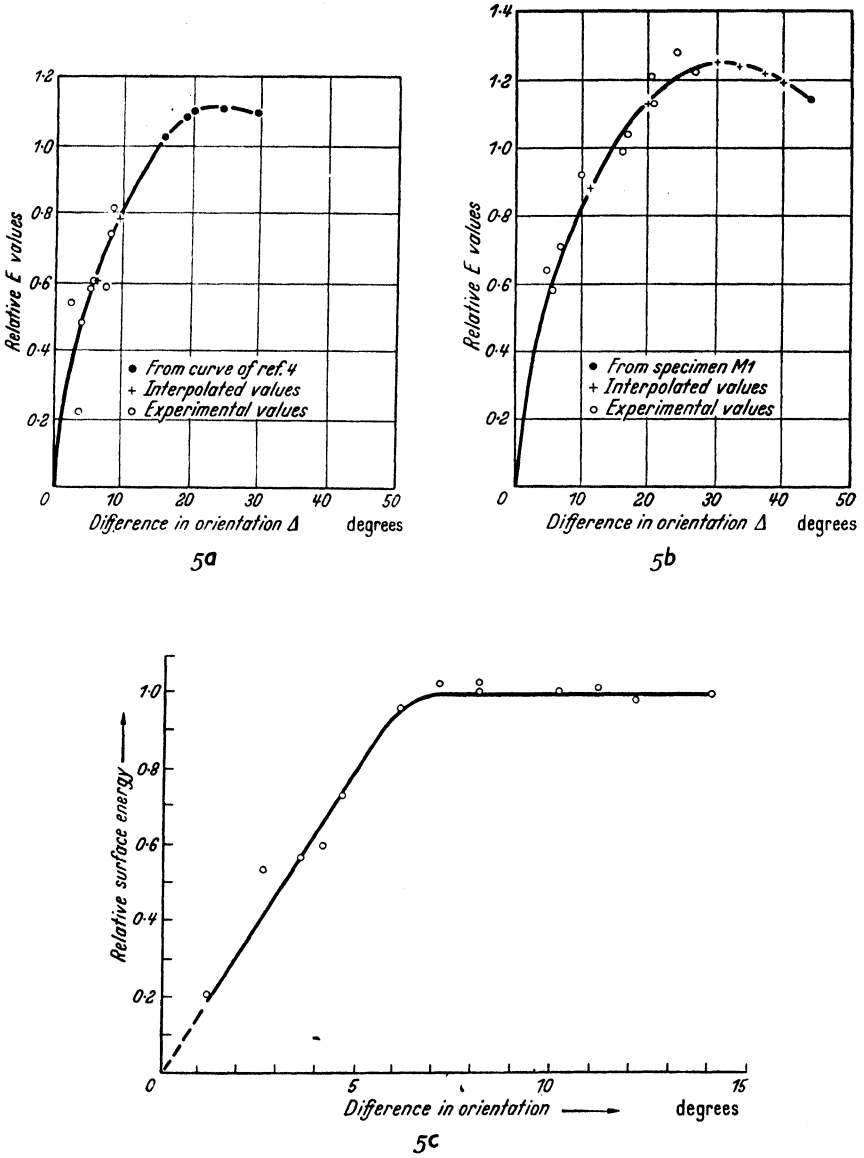 1·2
1·0
0·8
0·6
0·4
0·2
0
10
20
30
40
50
Relative E values
● From curve of ref. 4
+ Interpolated values
○ Experimental values
Difference in orientation Δ degrees
5a
1·4
1·2
1·0
0·8
0·6
0·4
0·2
0
10
20
30
40
50
Relative E values
● From specimen M1
+ Interpolated values
○ Experimental values
Difference in orientation Δ degrees
5b
1·0
0·8
0·6
0·4
0·2
0
5
10
15
Relative surface energy
Difference in orientation degrees
5c